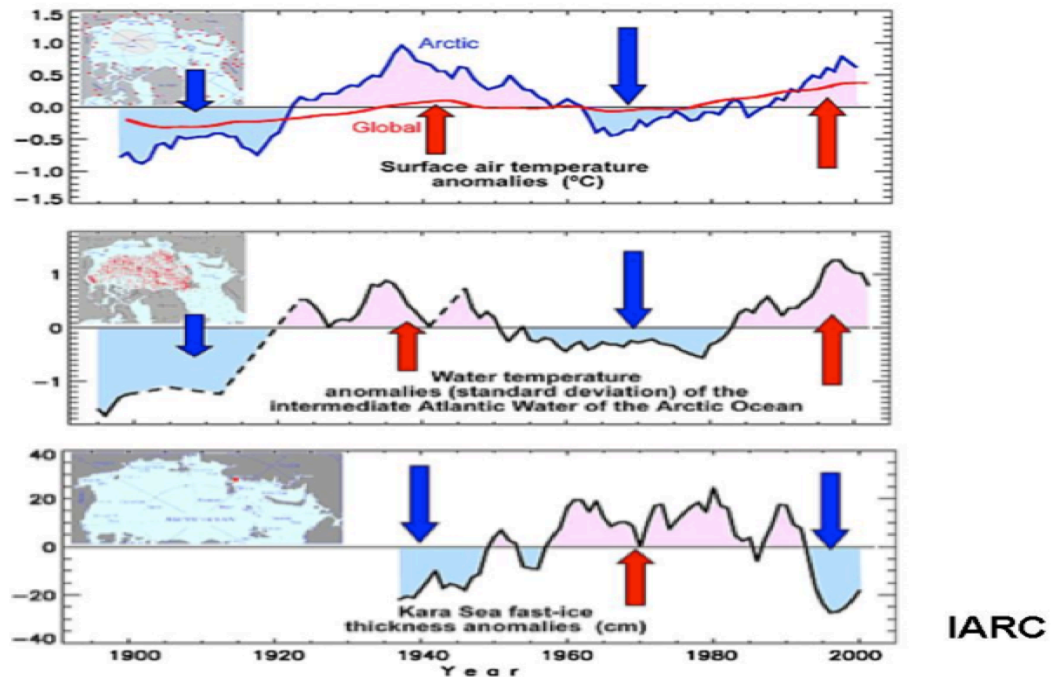 1.5
1.0
0.5
0.0
-0.5
-1.0
-1.5
Arctic
Global
Surface air temperature
anomalies (ºC)
1
0
-1
Water temperature
anomalies (standard deviation) of the
intermediate Atlantic Water of the Arctic Ocean
40
20
0
-20
-40
Kara Sea fast-ice
thickness anomalies (cm)
1900 1920 1940 1960 1980 2000
Year
IARC